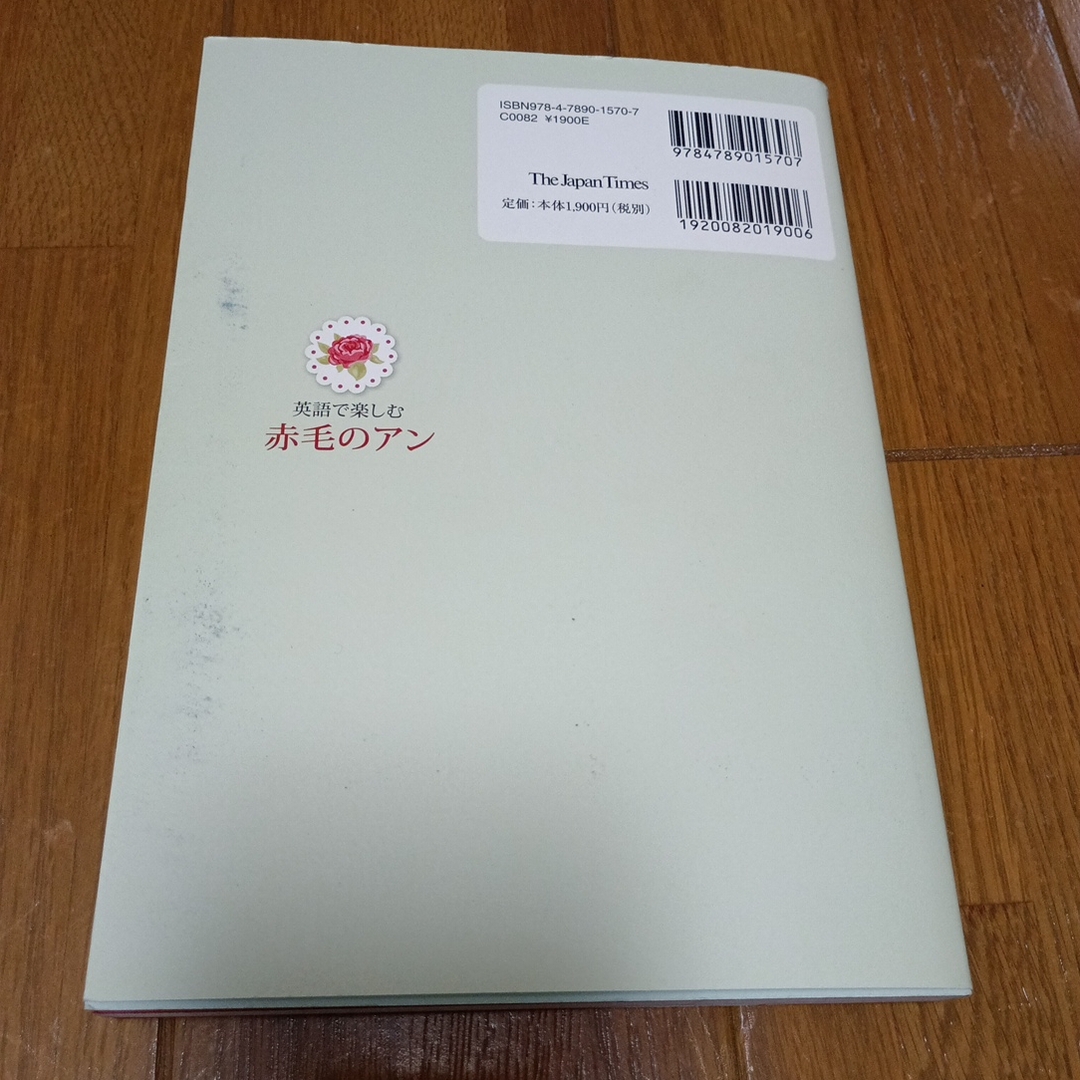 ISBN978-4-7890-1570-7
C0082 ¥1900E
9784789015707
The Japan Times
定価：本体1,900円（税別）
1920082019006
英語で楽しむ
赤毛のアン